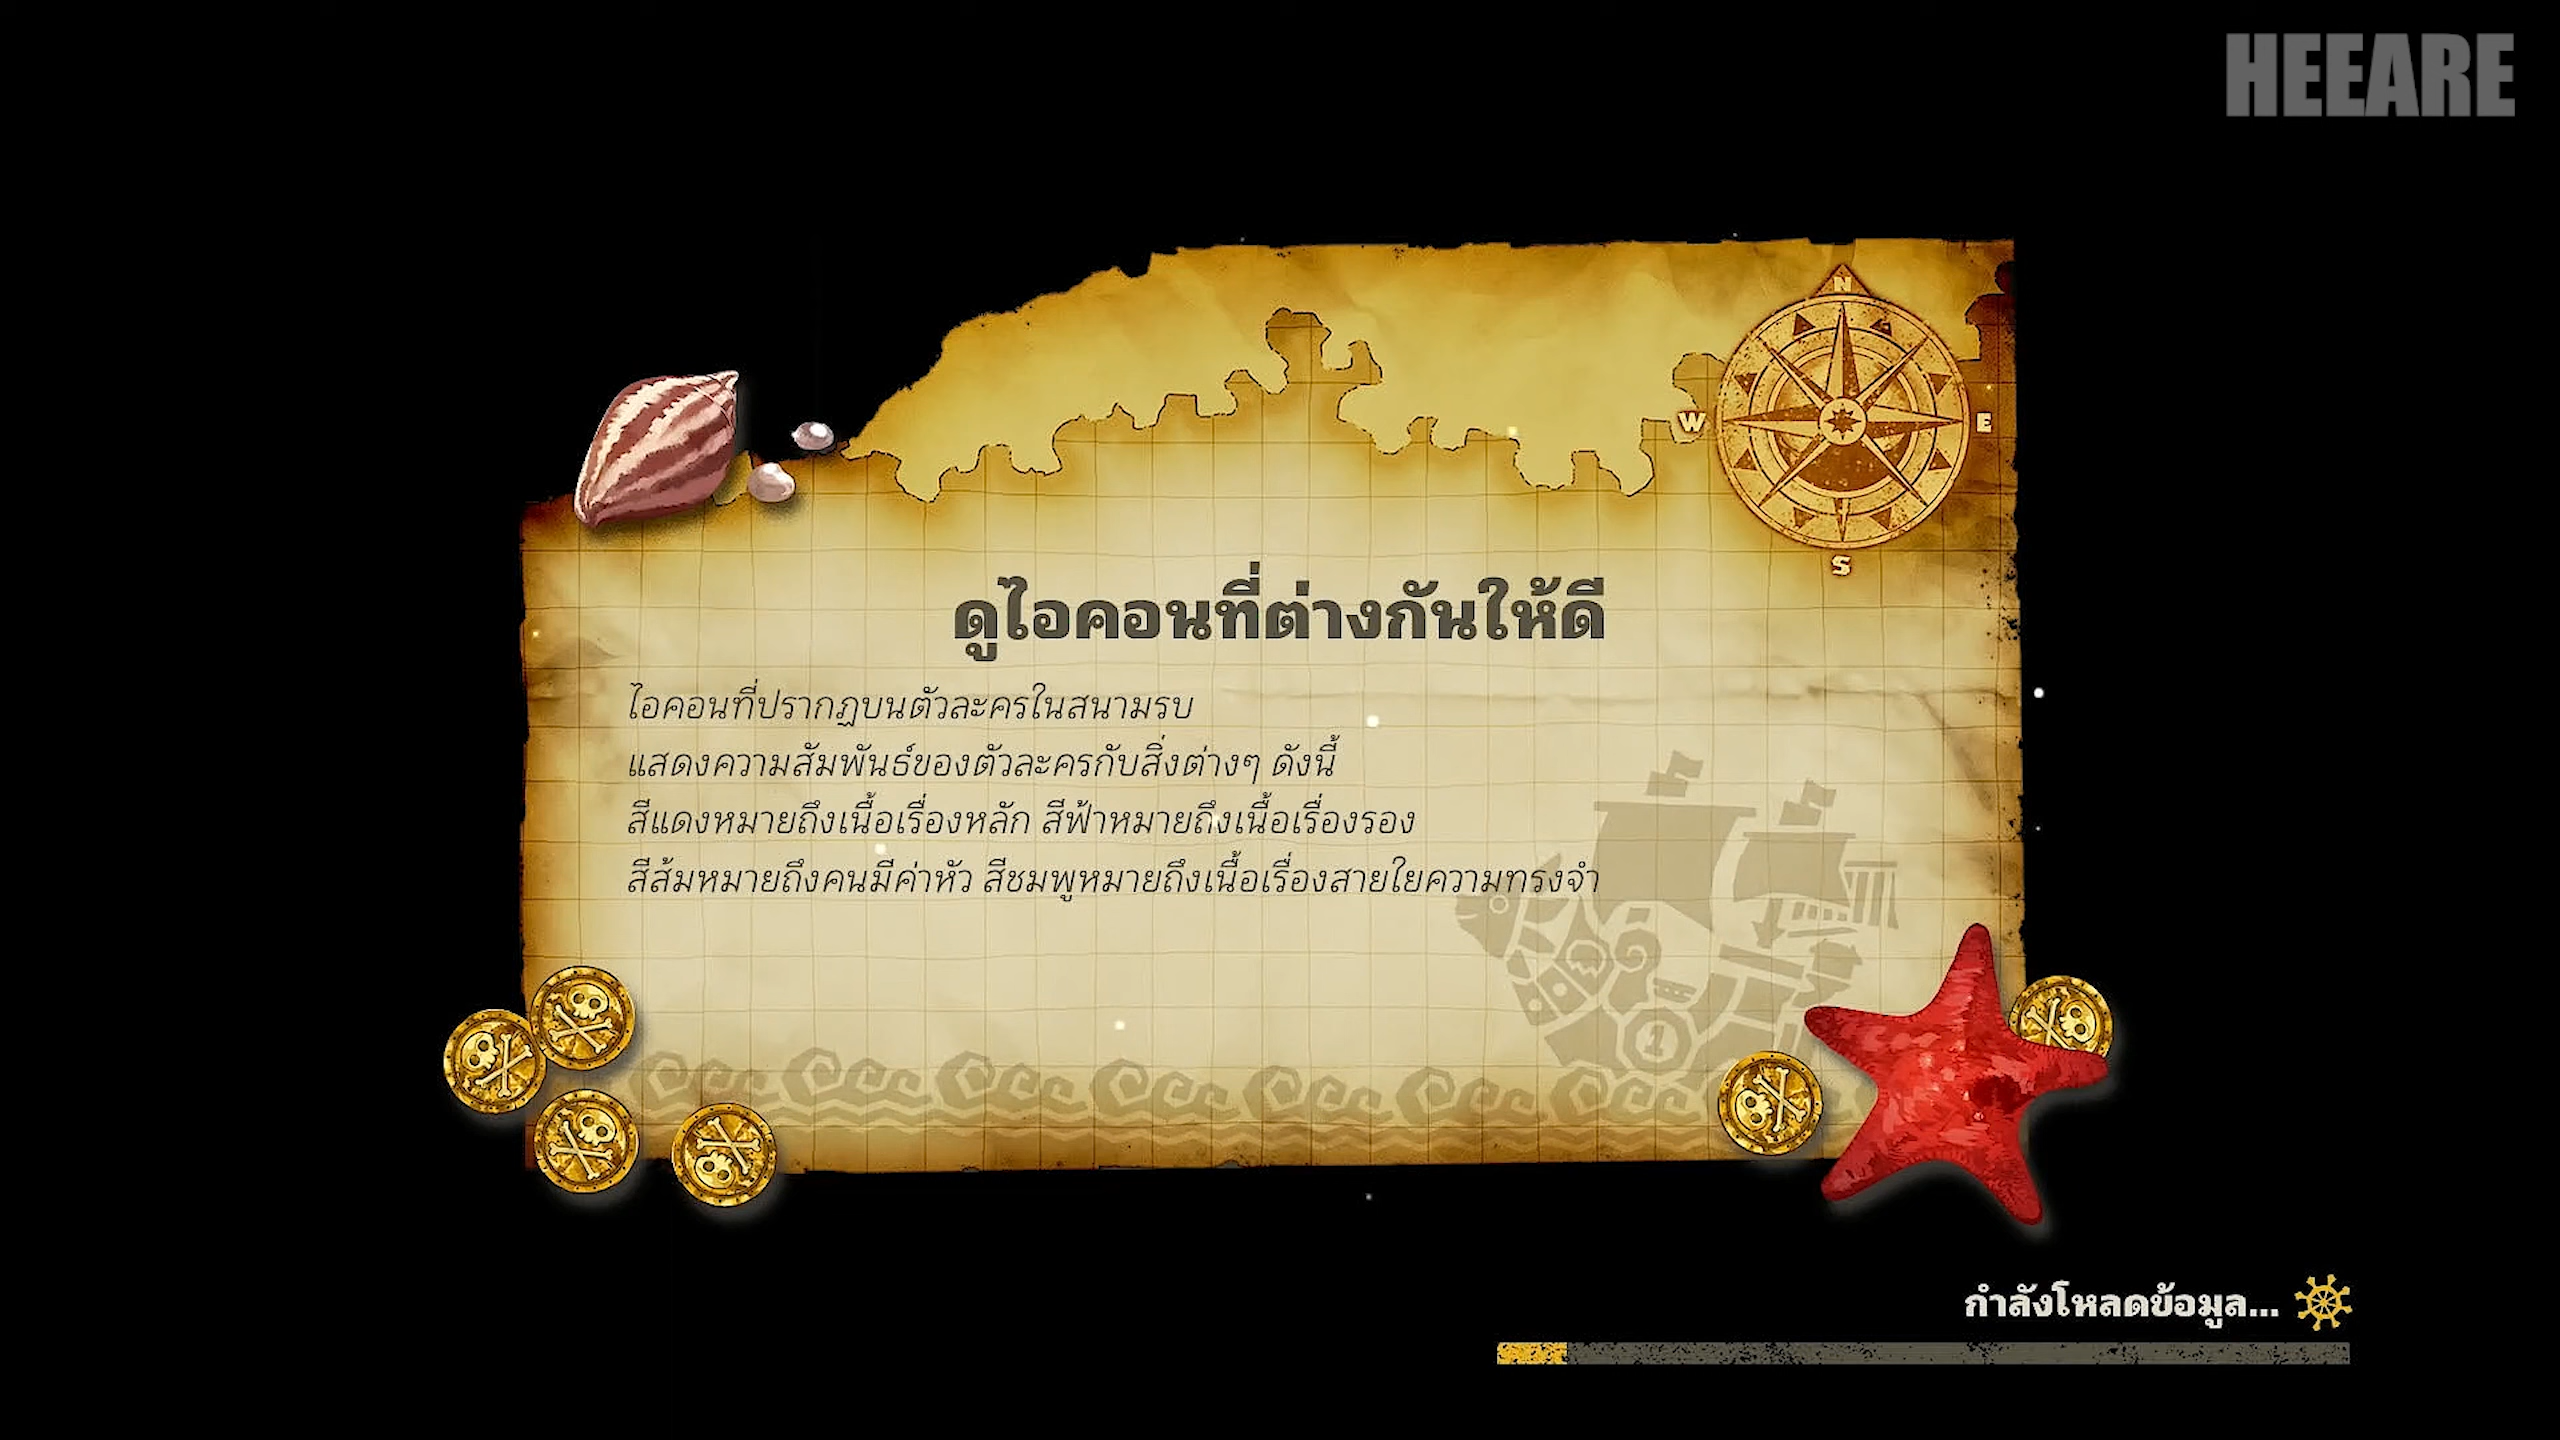 HEEARE
N
W
E
S
ดูไอคอนที่ต่างกันให้ดี
ไอคอนที่ปรากฏบนตัวละครในสนามรบ
แสดงความสัมพันธ์ของตัวละครกับสิ่งต่างๆ ดังนี้
สีแดงหมายถึงเนื้อเรื่องหลัก สีฟ้าหมายถึงเนื้อเรื่องรอง
สีส้มหมายถึงคนมีค่าหัว สีชมพูหมายถึงเนื้อเรื่องสายใยความทรงจำ
กำลังโหลดข้อมูล...